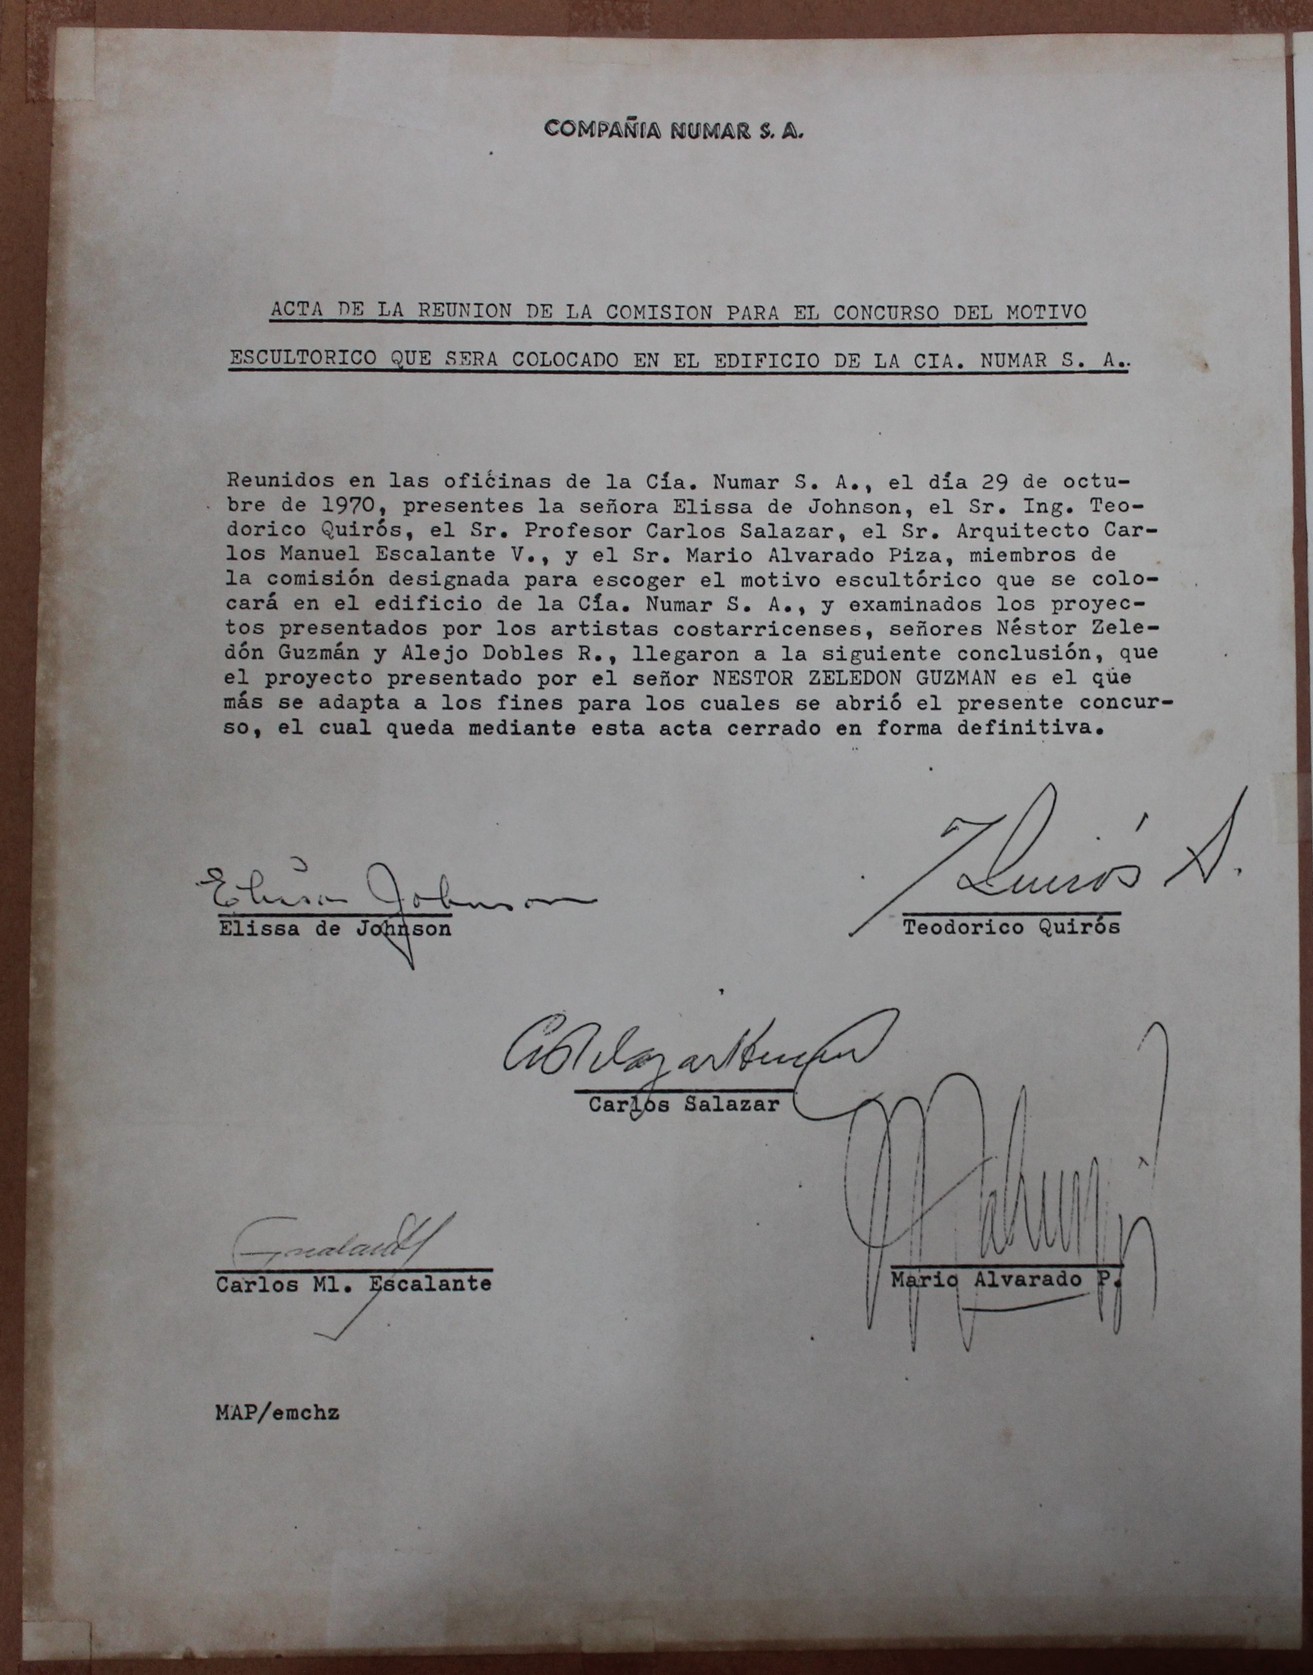 COMPAÑIA NUMAR S. A.
ACTA DE LA REUNION DE LA COMISION PARA EL CONCURSO DEL MOTIVO
ESCULTORICO QUE SERA COLOCADO EN EL EDIFICIO DE LA CIA. NUMAR S. A..
Reunidos en las oficinas de la Cía. Numar S. A., el día 29 de octu-
bre de 1970, presentes la señora Elissa de Johnson, el Sr. Ing. Teo-
dorico Quirós, el Sr. Profesor Carlos Salazar, el Sr. Arquitecto Car-
los Manuel Escalante V., y el Sr. Mario Alvarado Piza, miembros de
la comisión designada para escoger el motivo escultórico que se colo-
cará en el edificio de la Cía. Numar S. A., y examinados los proyec-
tos presentados por los artistas costarricenses, señores Néstor Zele-
dón Guzmán y Alejo Dobles R., llegaron a la siguiente conclusión, que
el proyecto presentado por el señor NESTOR ZELEDON GUZMAN es el que
más se adapta a los fines para los cuales se abrió el presente concur-
so, el cual queda mediante esta acta cerrado en forma definitiva.
Elissa Johnson
T Quirós A.
Elissa de Johnson
Teodorico Quirós
Carlos Salazar
Carlos Ml. Escalante
Mario Alvarado P.
MAP/emchz